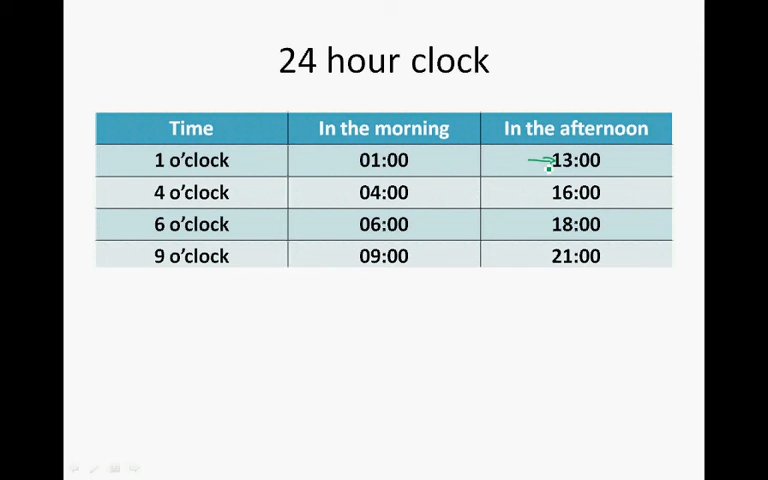 24 hour clock
Time In the morning In the afternoon
1 o’clock 01:00 13:00
4 o’clock 04:00 16:00
6 o’clock 06:00 18:00
9 o’clock 09:00 21:00